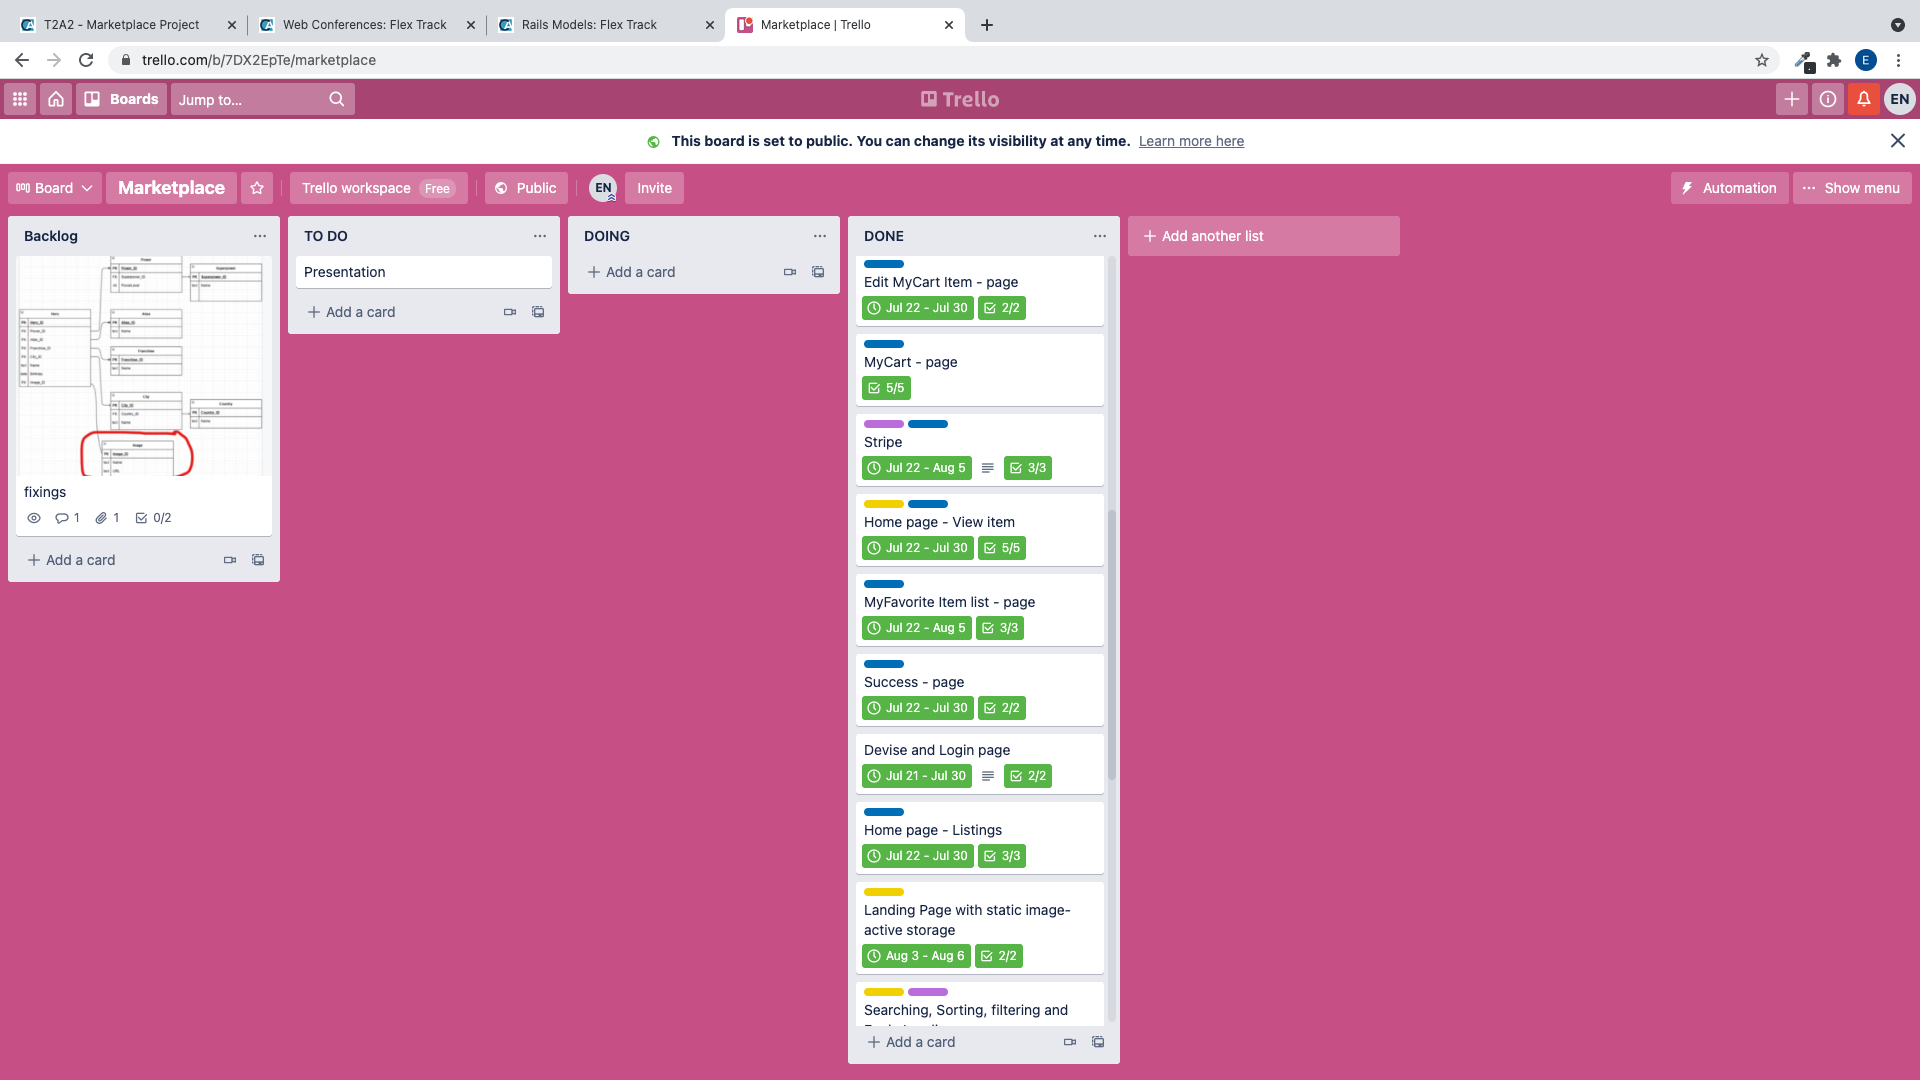 T2A2 - Marketplace Project
Web Conferences: Flex Track
Rails Models: Flex Track
Marketplace | Trello
trello.com/b/7DX2EpTe/marketplace
E
Boards
Jump to...
Trello
EN
This board is set to public. You can change its visibility at any time. Learn more here
Board
Marketplace
Trello workspace Free
Public
EN
Invite
Automation
Show menu
Backlog
fixings
1
1
0/2
Add a card
TO DO
Presentation
Add a card
DOING
Add a card
DONE
Edit MyCart Item - page
Jul 22 - Jul 30
2/2
MyCart - page
5/5
Stripe
Jul 22 - Aug 5
3/3
Home page - View item
Jul 22 - Jul 30
5/5
MyFavorite Item list - page
Jul 22 - Aug 5
3/3
Success - page
Jul 22 - Jul 30
2/2
Devise and Login page
Jul 21 - Jul 30
2/2
Home page - Listings
Jul 22 - Jul 30
3/3
Landing Page with static image-
active storage
Aug 3 - Aug 6
2/2
Searching, Sorting, filtering and
Add a card
Add another list